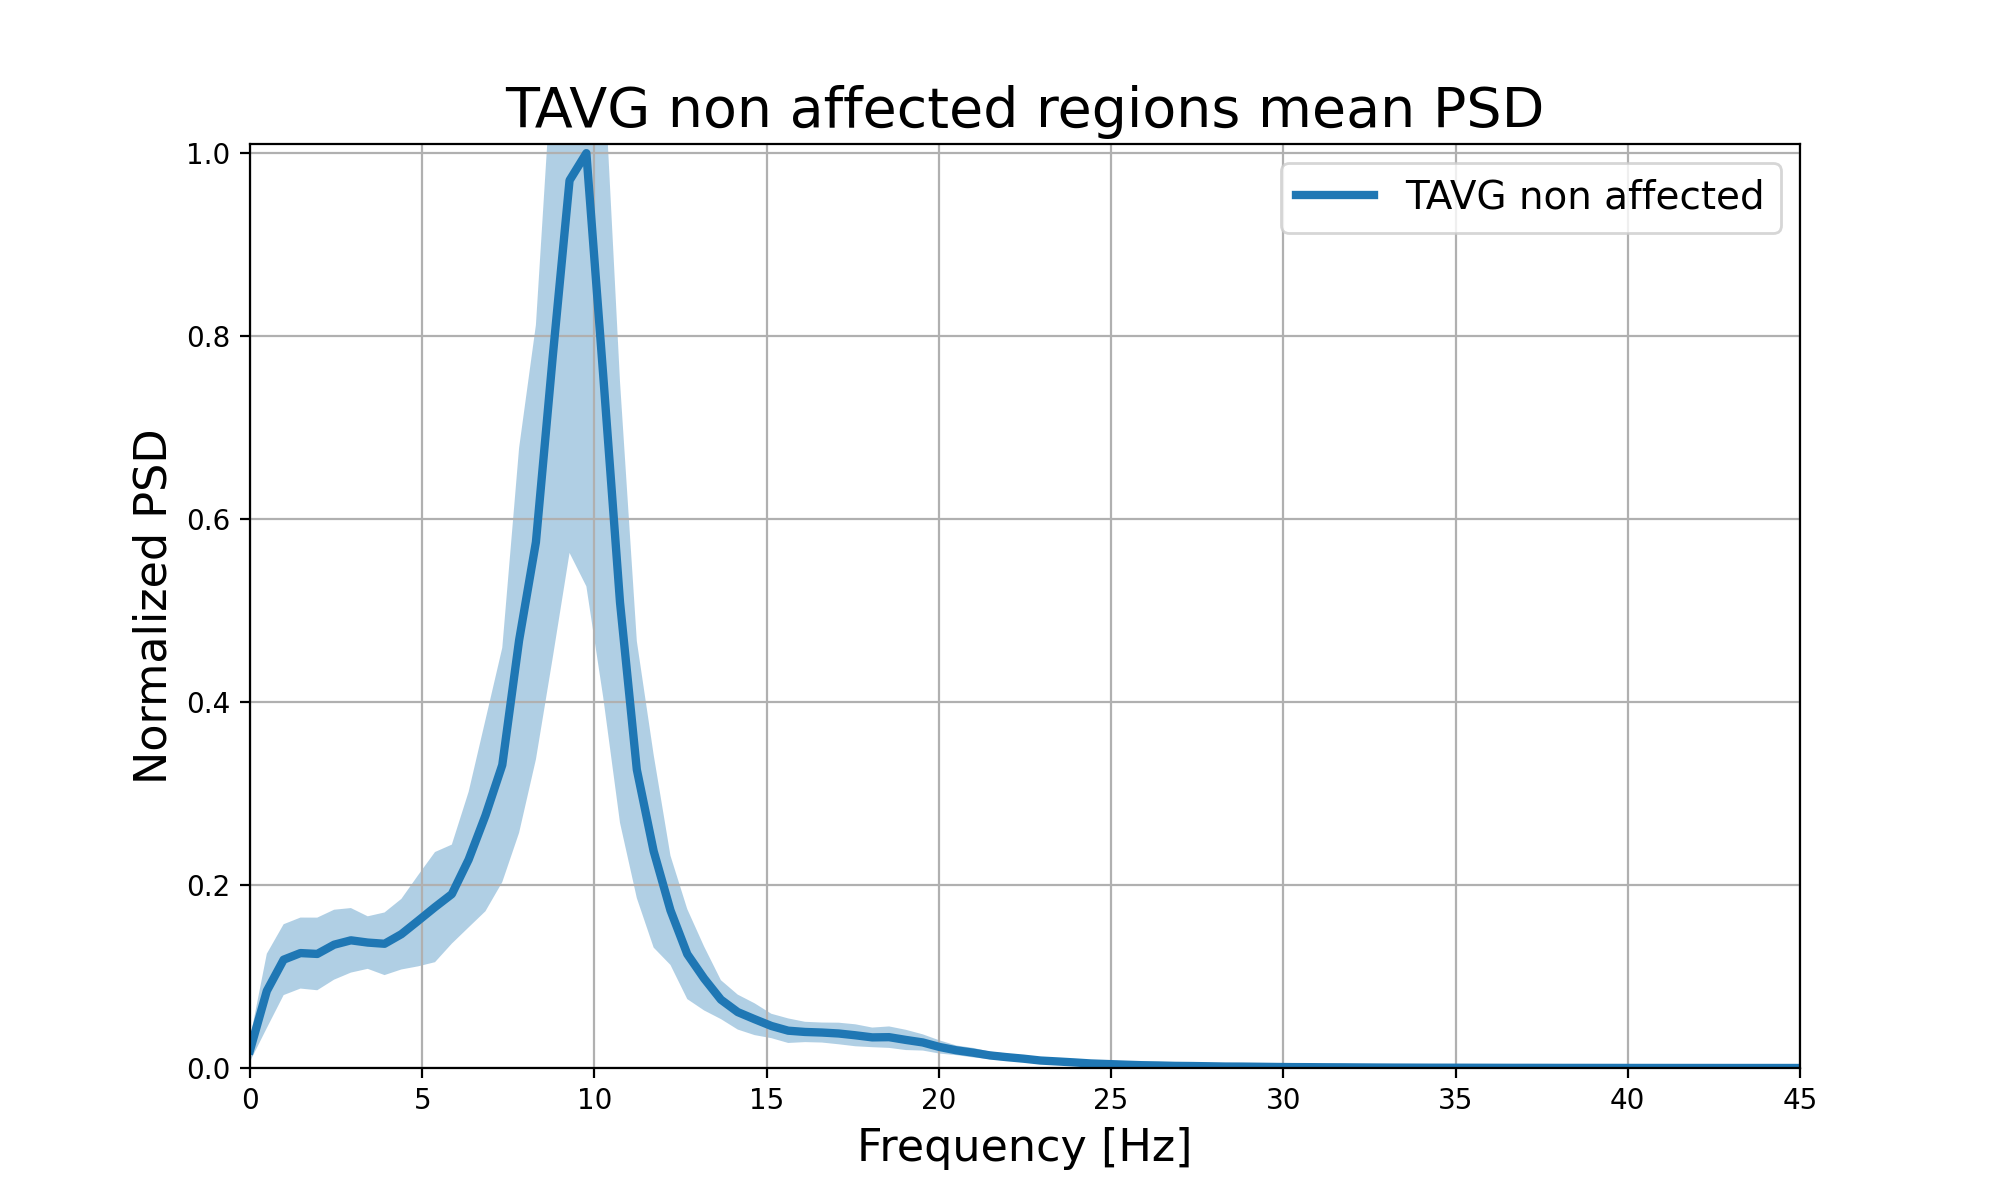 TAVG non affected regions mean PSD
TAVG non affected
1.0
0.8
0.6
0.4
0.2
0.0
Normalized PSD
0 5 10 15 20 25 30 35 40 45
Frequency [Hz]